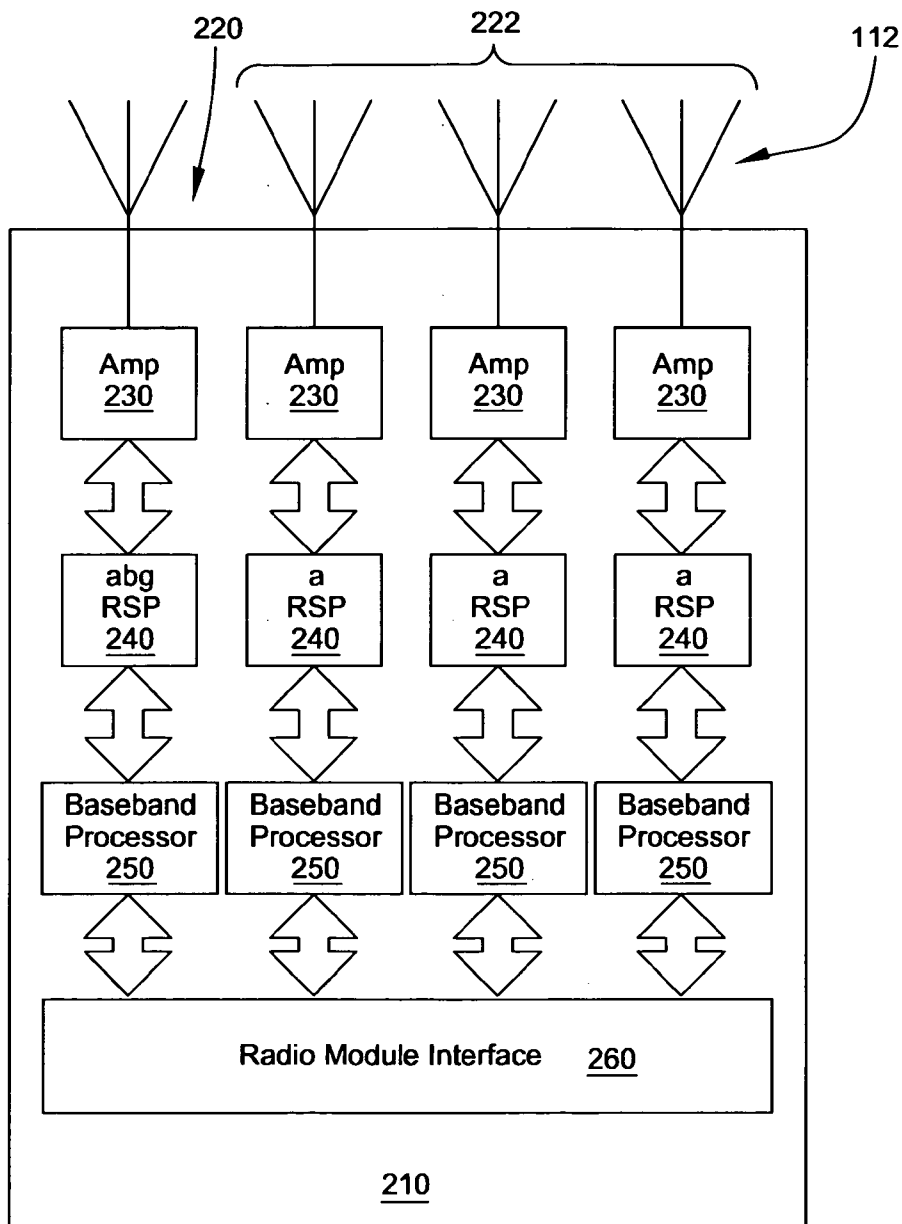 220
222
112
Amp
230
Amp
230
Amp
230
Amp
230
abg
RSP
240
a
RSP
240
a
RSP
240
a
RSP
240
Baseband
Processor
250
Baseband
Processor
250
Baseband
Processor
250
Baseband
Processor
250
Radio Module Interface 260
210